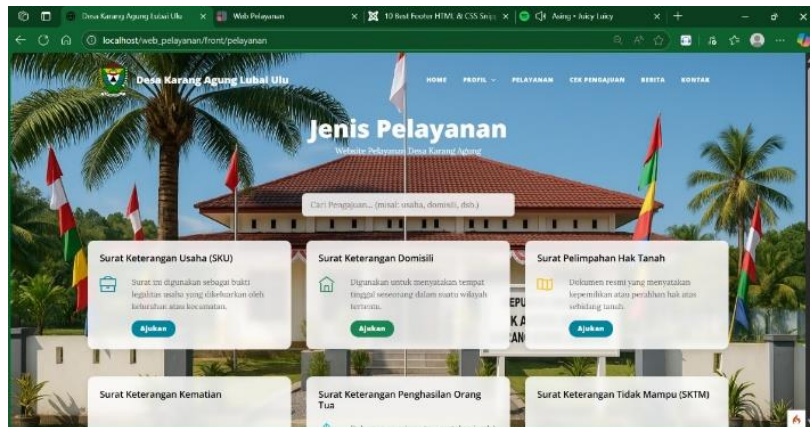 Desa Karang Agung Lubai Ulu
Web Pelayanan
10 Best Footer HTML & CSS Snip
Asing - Juicy Luicy
localhost/web_pelayanan/front/pelayanan
Desa Karang Agung Lubai Ulu
HOME PROFIL PELAYANAN CEK PENGAJUAN BERITA KONTAK
Jenis Pelayanan
Website Pelayanan Desa Karang Agung
Cari Pengajuan... (misal: usaha, domisili, dsb.)
Surat Keterangan Usaha (SKU)
Surat ini digunakan sebagai bukti
legalitas usaha yang dikeluarkan oleh
kelurahan atau kecamatan.
Ajukan
Surat Keterangan Domisili
Digunakan untuk menyatakan tempat
tinggal seseorang dalam suatu wilayah
tertentu.
Ajukan
Surat Pelimpahan Hak Tanah
Dokumen resmi yang menyatakan
kepemilikan atau peralihan hak atas
sebidang tanah.
Ajukan
EPU
K A
RANG
Surat Keterangan Kematian
Surat Keterangan Penghasilan Orang
Tua
Surat Keterangan Tidak Mampu (SKTM)